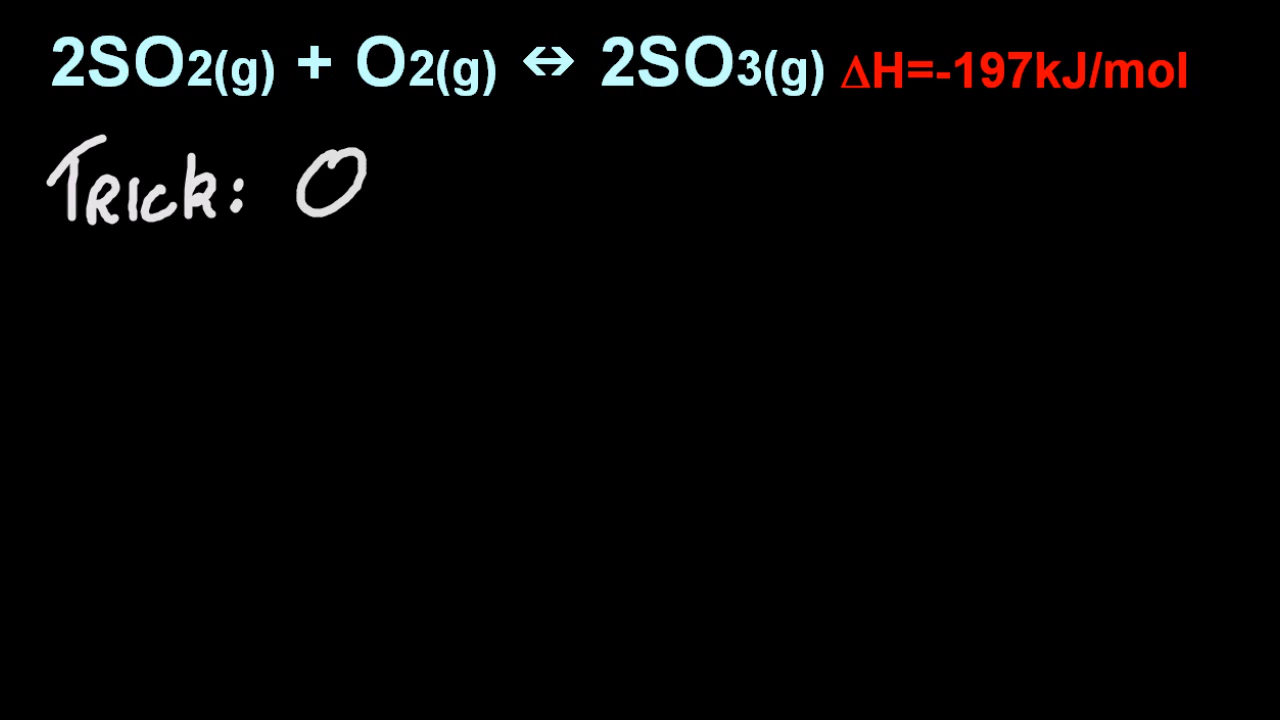 2SO2(g) + O2(g) ↔ 2SO3(g) ΔH=-197kJ/mol
TRICK: O